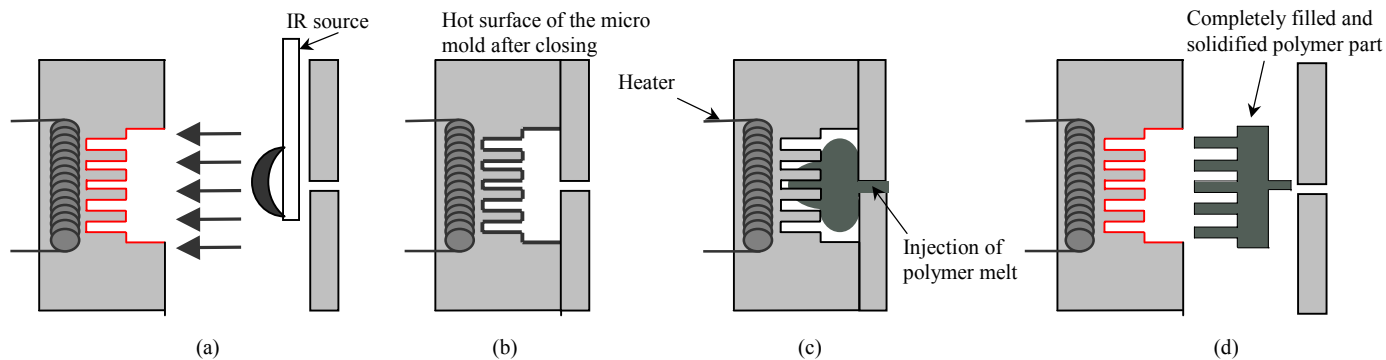 IR source
Hot surface of the micro
mold after closing
Heater
Injection of
polymer melt
Completely filled and
solidified polymer part
(a)
(b)
(c)
(d)